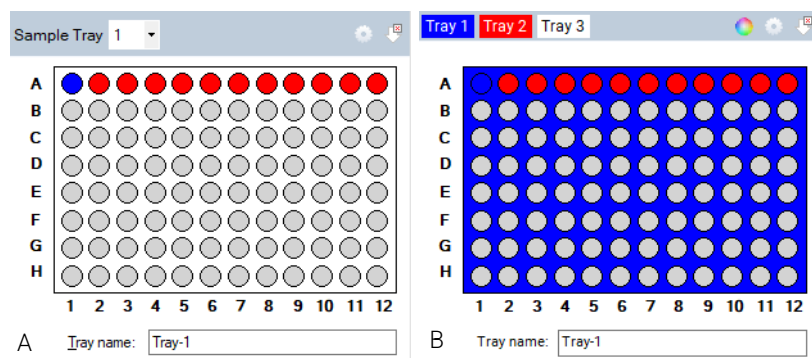 Sample Tray 1
A
B
C
D
E
F
G
H
1 2 3 4 5 6 7 8 9 10 11 12
A Tray name: Tray-1
Tray 1 Tray 2 Tray 3
A
B
C
D
E
F
G
H
1 2 3 4 5 6 7 8 9 10 11 12
B Tray name: Tray-1